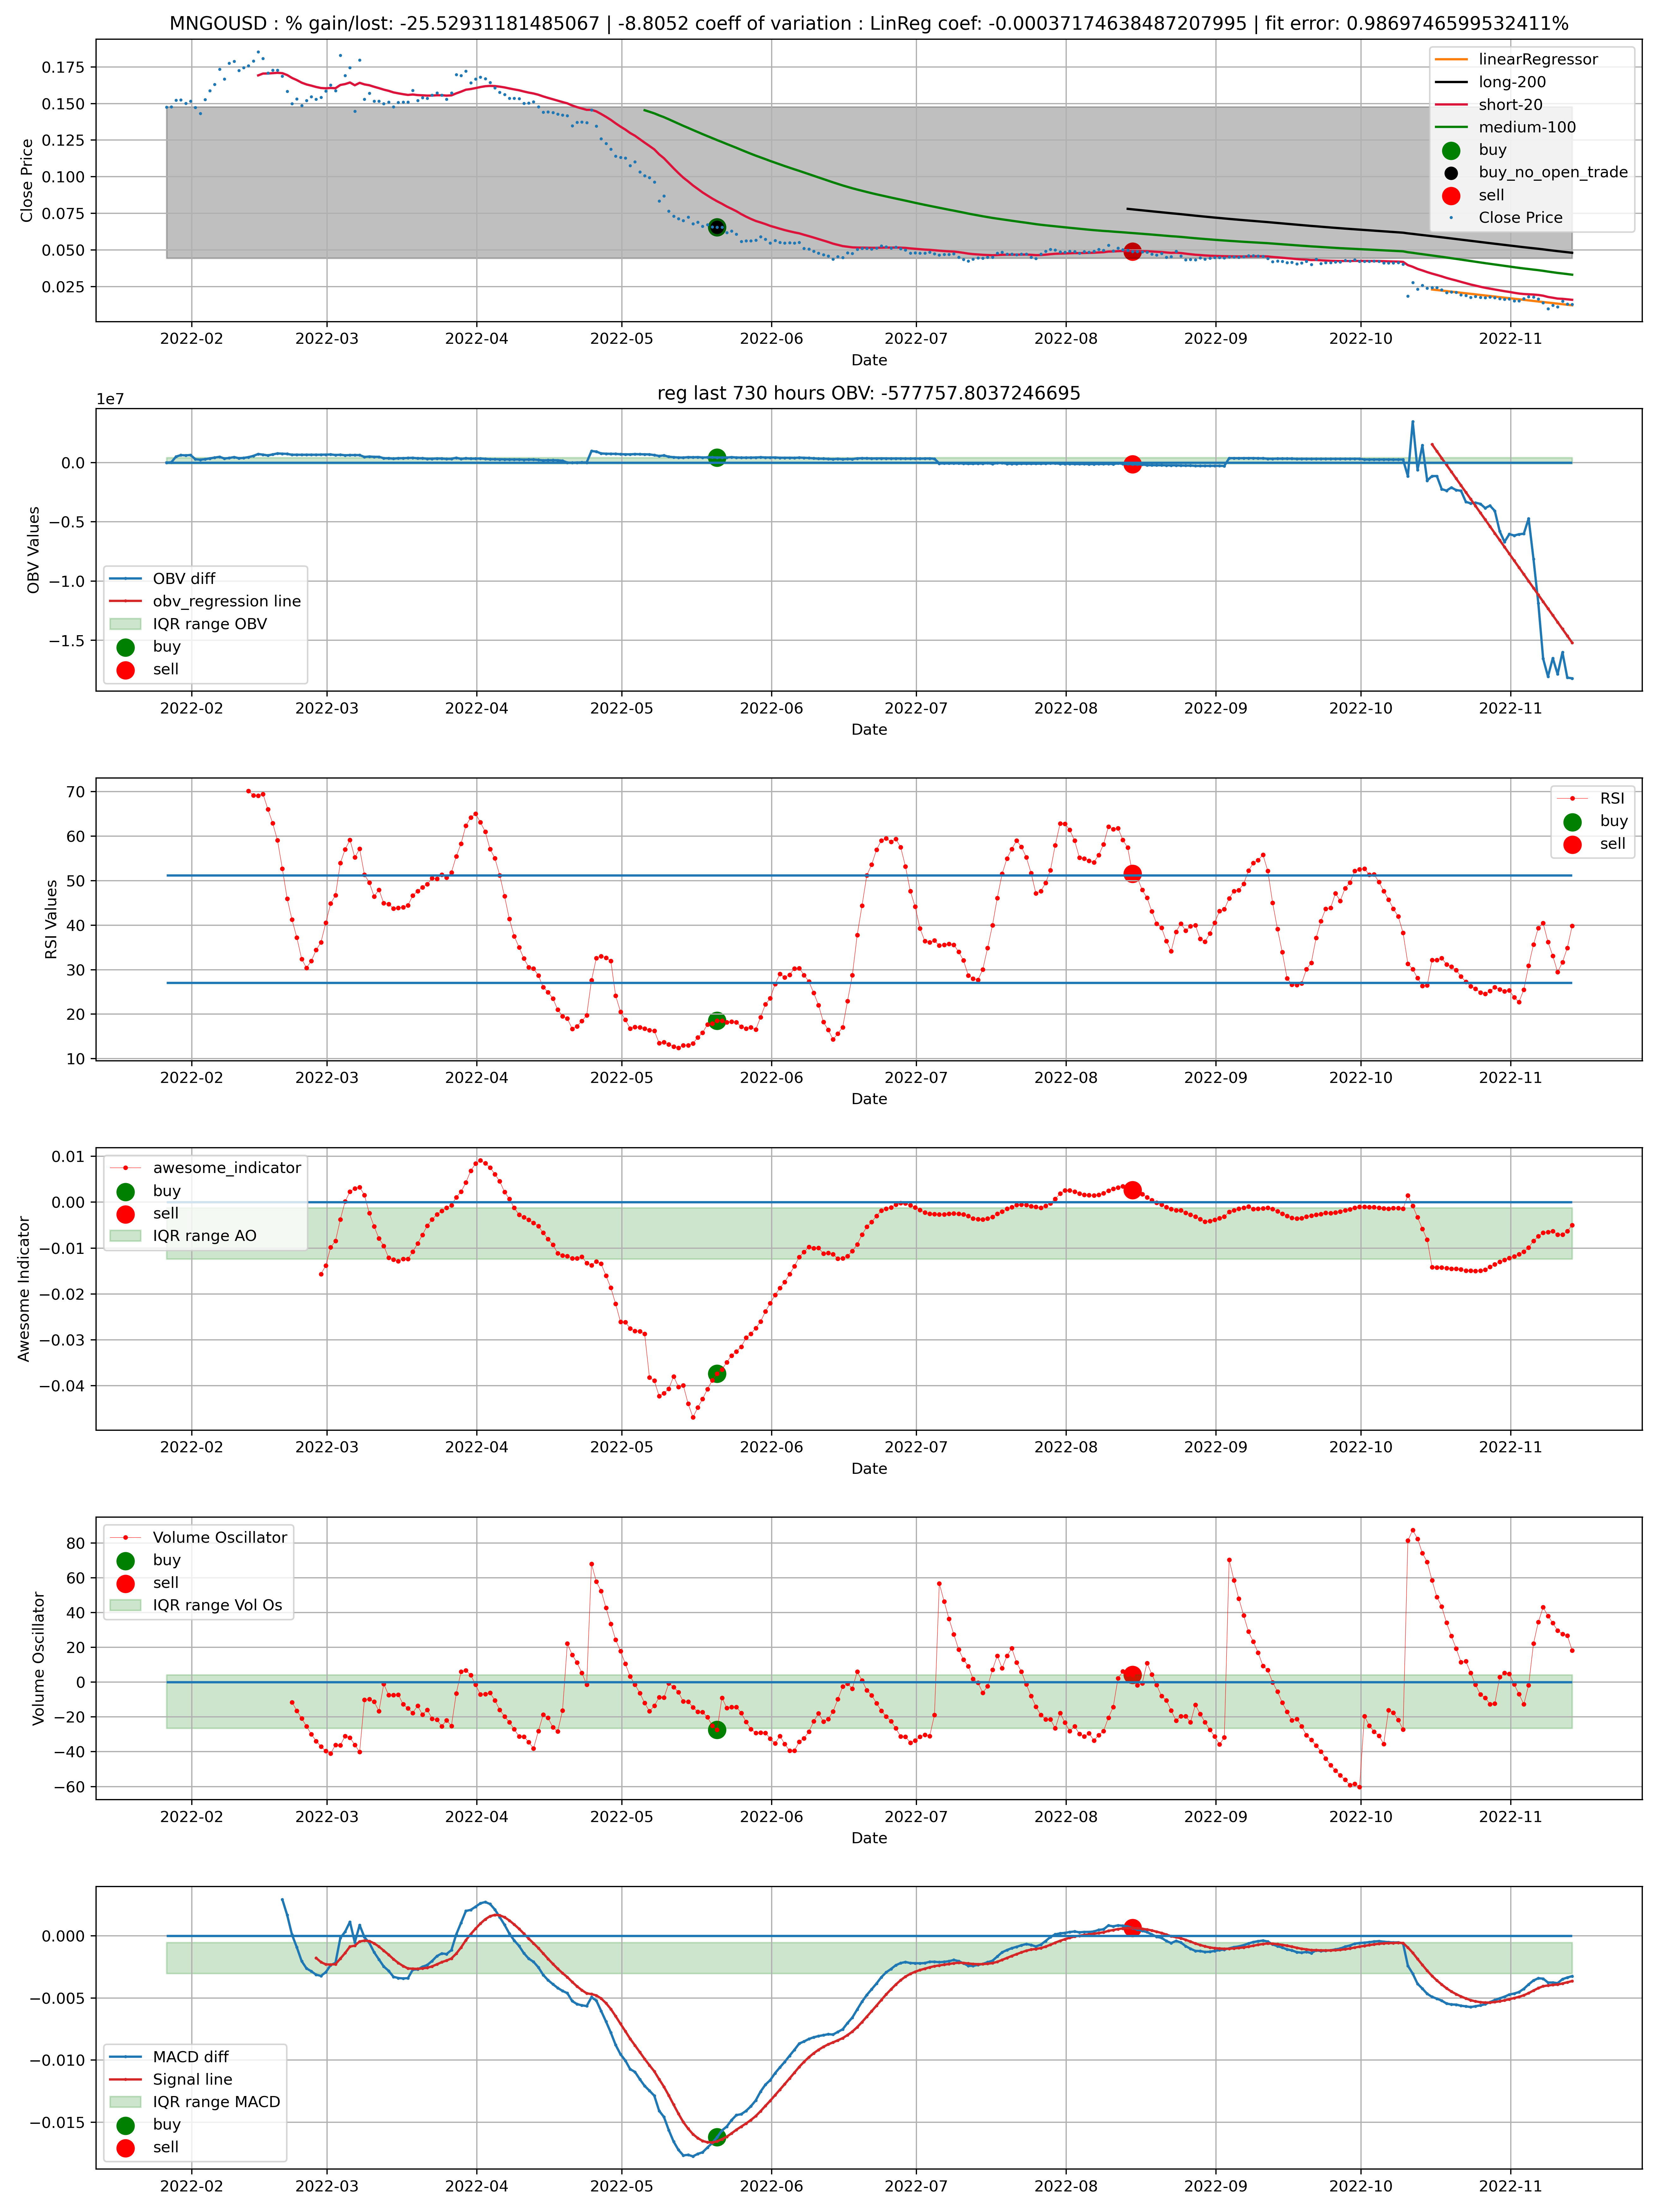 MNGOUSD : % gain/lost: -25.52931181485067 | -8.8052 coeff of variation : LinReg coef: -0.00037174638487207995 | fit error: 0.9869746599532411%
Close Price
0.175
0.150
0.125
0.100
0.075
0.050
0.025
linearRegressor
long-200
short-20
medium-100
buy
buy_no_open_trade
sell
Close Price
2022-02 2022-03 2022-04 2022-05 2022-06 2022-07 2022-08 2022-09 2022-10 2022-11
Date
reg last 730 hours OBV: -577757.8037246695
1e7
OBV Values
0.0
−0.5
−1.0
−1.5
OBV diff
obv_regression line
IQR range OBV
buy
sell
2022-02 2022-03 2022-04 2022-05 2022-06 2022-07 2022-08 2022-09 2022-10 2022-11
Date
RSI Values
70
60
50
40
30
20
10
RSI
buy
sell
2022-02 2022-03 2022-04 2022-05 2022-06 2022-07 2022-08 2022-09 2022-10 2022-11
Date
Awesome Indicator
0.01
0.00
−0.01
−0.02
−0.03
−0.04
awesome_indicator
buy
sell
IQR range AO
2022-02 2022-03 2022-04 2022-05 2022-06 2022-07 2022-08 2022-09 2022-10 2022-11
Date
Volume Oscillator
80
60
40
20
0
−20
−40
−60
Volume Oscillator
buy
sell
IQR range Vol Os
2022-02 2022-03 2022-04 2022-05 2022-06 2022-07 2022-08 2022-09 2022-10 2022-11
Date
0.000
−0.005
−0.010
−0.015
MACD diff
Signal line
IQR range MACD
buy
sell
2022-02 2022-03 2022-04 2022-05 2022-06 2022-07 2022-08 2022-09 2022-10 2022-11